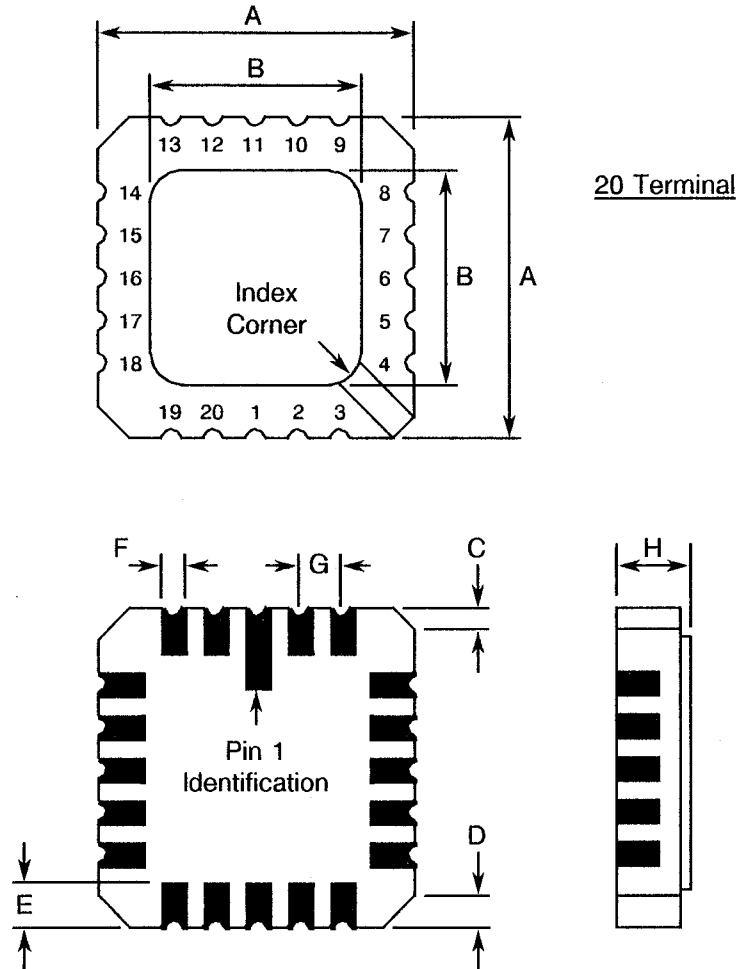 A
B
13 12 11 10 9
20 Terminal
14 8
15 7
16 6
17 5
18 4
B
A
Index
Corner
19 20 1 2 3
F
G
C
H
Pin 1
Identification
D
E